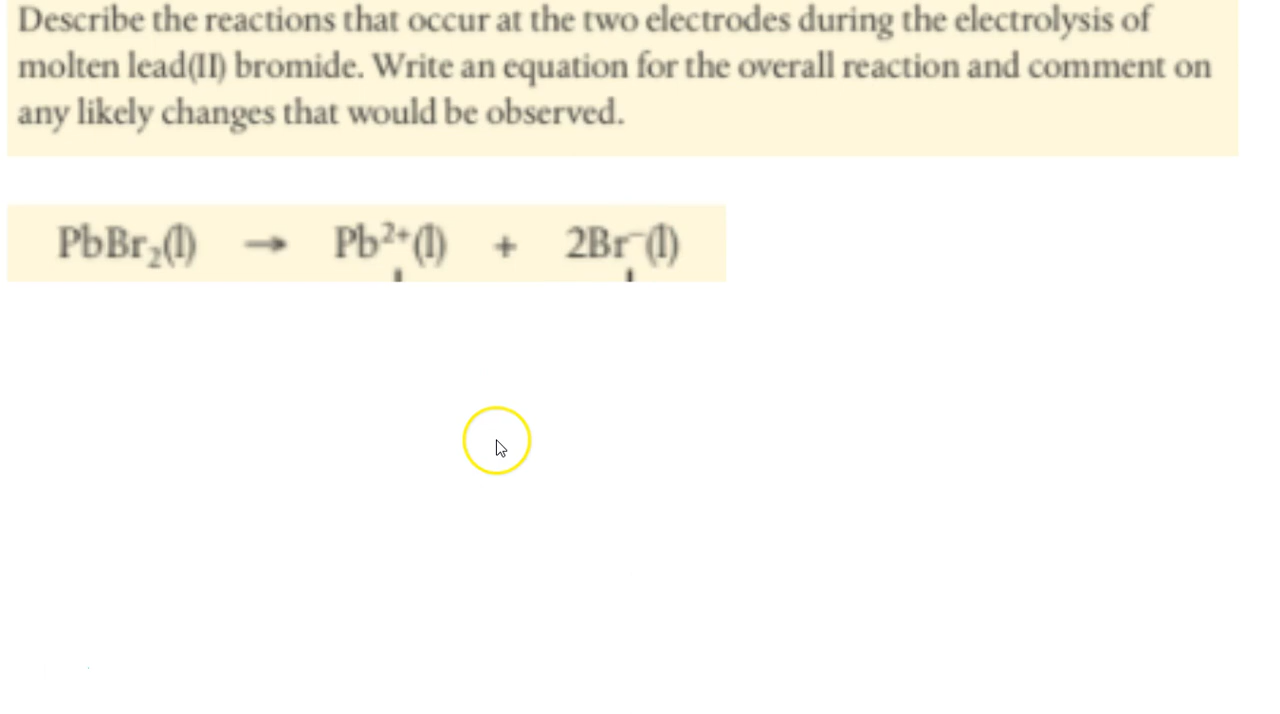 Describe the reactions that occur at the two electrodes during the electrolysis of
molten lead(II) bromide. Write an equation for the overall reaction and comment on
any likely changes that would be observed.
PbBr₂(l) → Pb²⁺(l) + 2Br⁻(l)